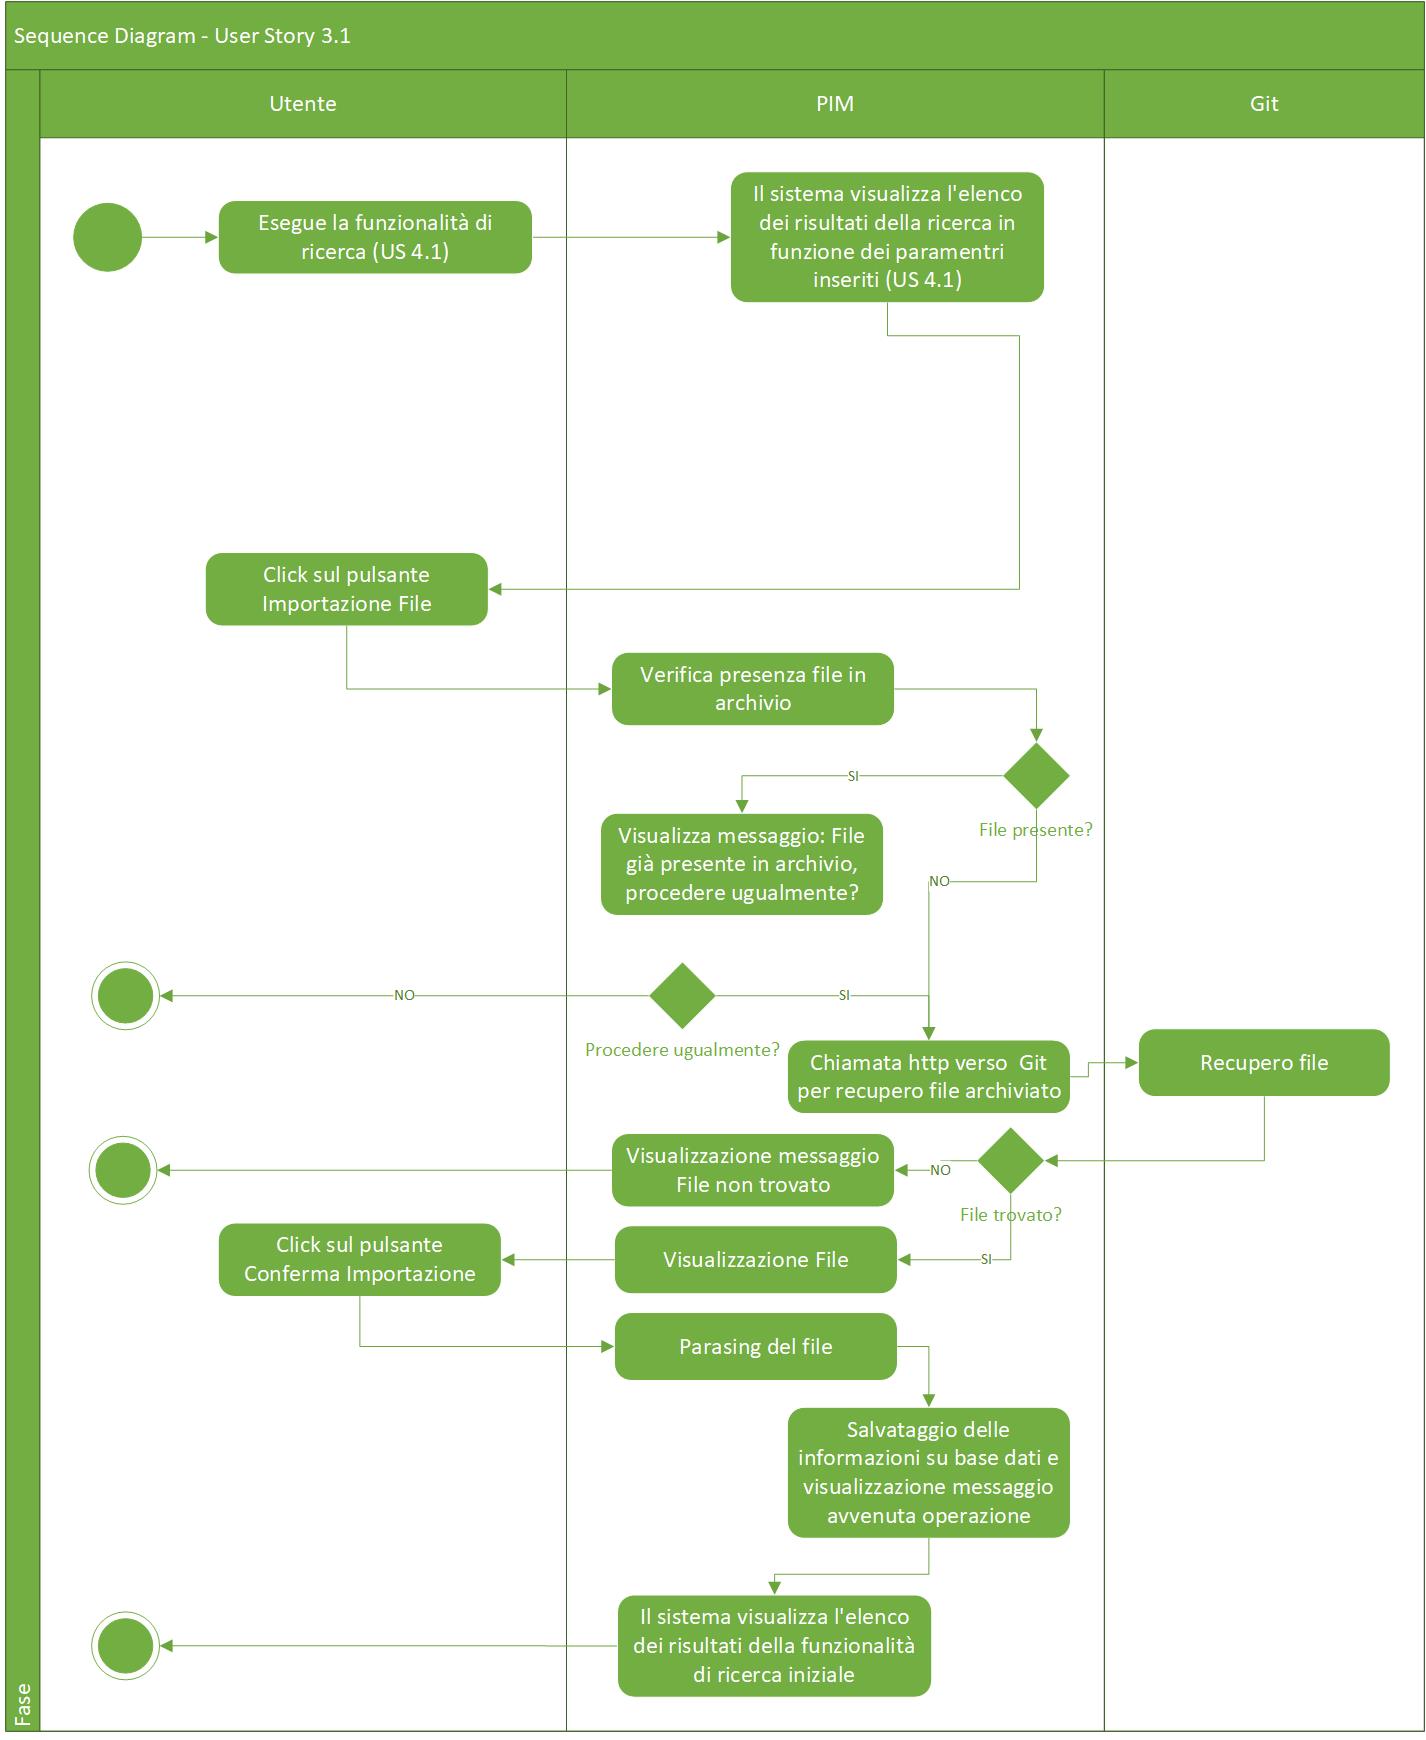 Sequence Diagram - User Story 3.1
Utente
PIM
Git
Esegue la funzionalità di
ricerca (US 4.1)
Il sistema visualizza l'elenco
dei risultati della ricerca in
funzione dei paramentri
inseriti (US 4.1)
Click sul pulsante
Importazione File
Verifica presenza file in
archivio
SI
File presente?
Visualizza messaggio: File
già presente in archivio,
procedere ugualmente?
NO
NO
SI
Procedere ugualmente?
Chiamata http verso  Git
per recupero file archiviato
Recupero file
Visualizzazione messaggio
File non trovato
NO
File trovato?
Click sul pulsante
Conferma Importazione
Visualizzazione File
SI
Parasing del file
Salvataggio delle
informazioni su base dati e
visualizzazione messaggio
avvenuta operazione
Il sistema visualizza l'elenco
dei risultati della funzionalità
di ricerca iniziale
Fase